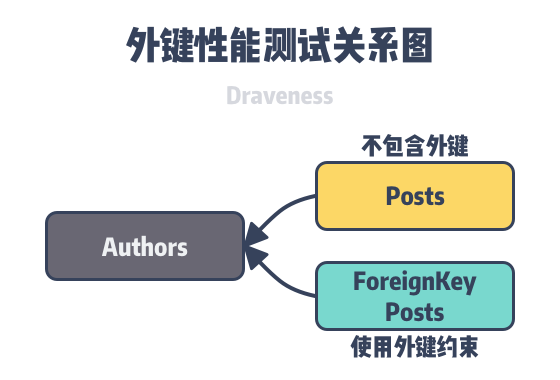 外键性能测试关系图
Draveness
不包含外键
Posts
Authors
ForeignKey
Posts
使用外键约束